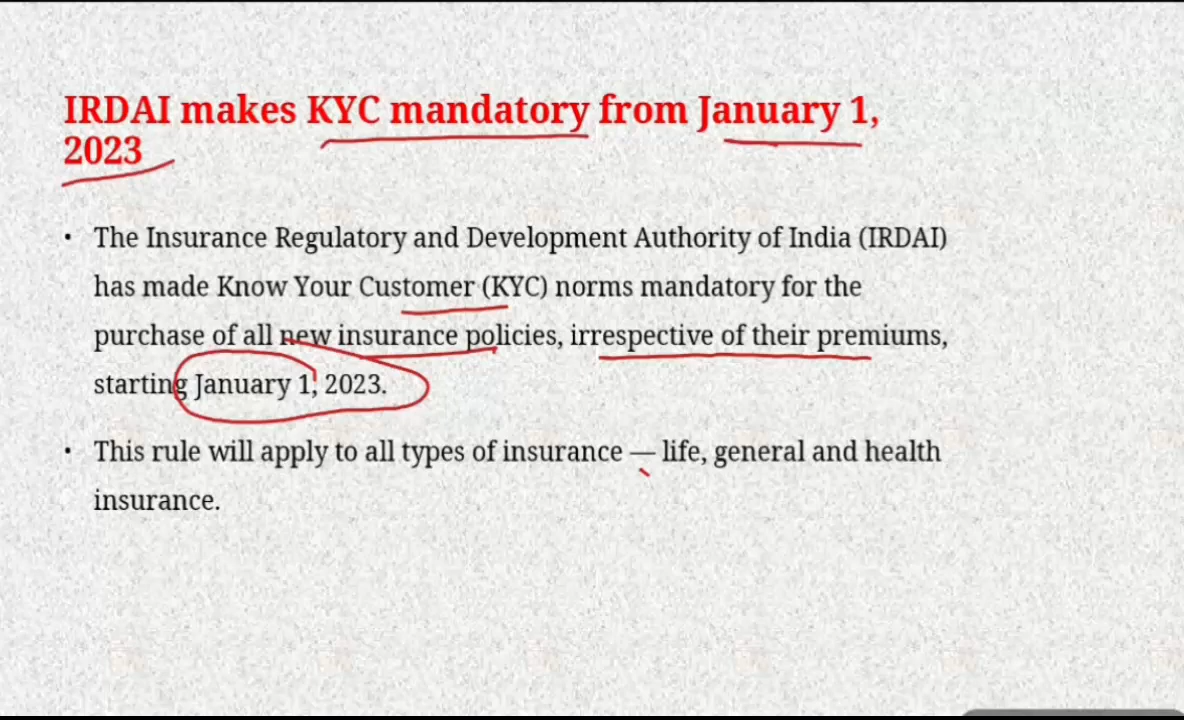 IRDAI makes KYC mandatory from January 1,
2023
• The Insurance Regulatory and Development Authority of India (IRDAI)
has made Know Your Customer (KYC) norms mandatory for the
purchase of all new insurance policies, irrespective of their premiums,
starting January 1, 2023.
• This rule will apply to all types of insurance — life, general and health
insurance.